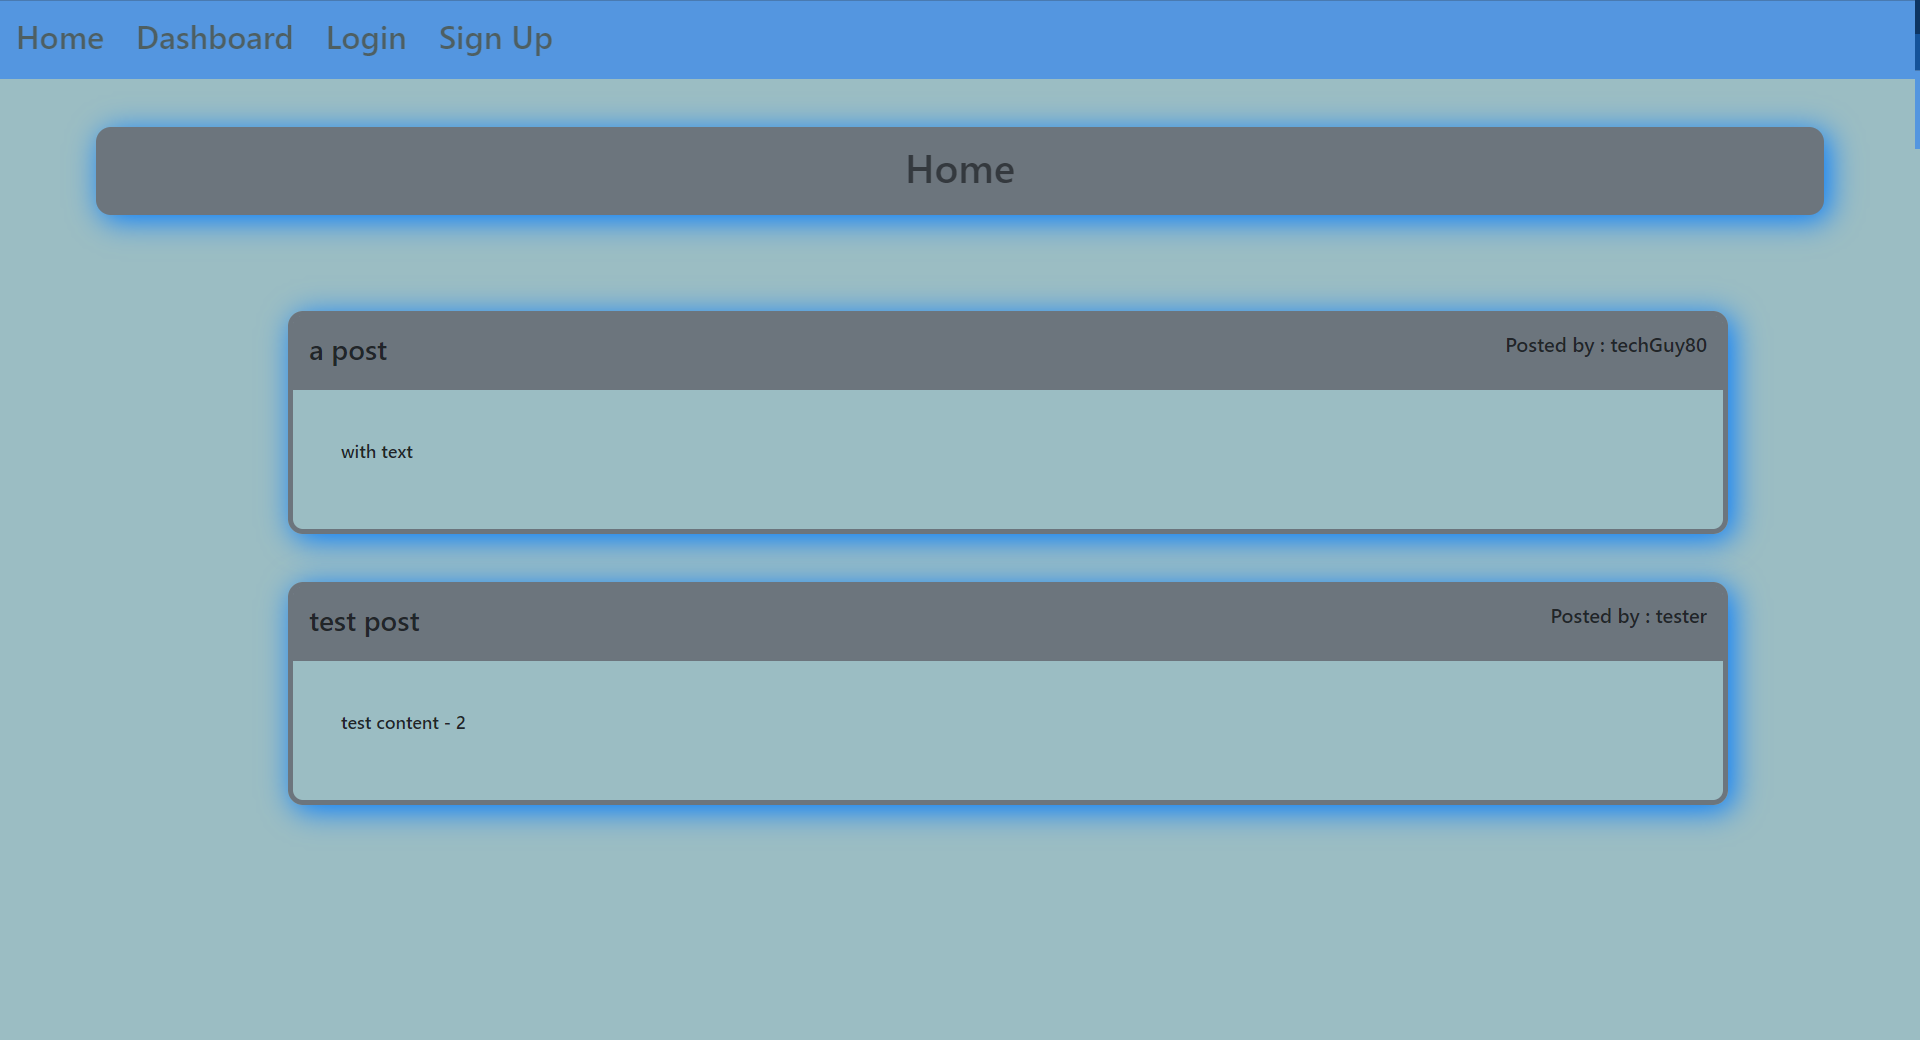 Home Dashboard Login Sign Up
Home
a post Posted by : techGuy80
with text
test post Posted by : tester
test content - 2